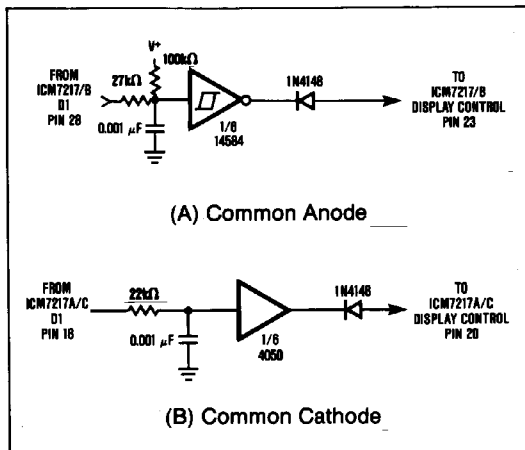 V+
100kΩ
FROM
ICM7217/B
D1
PIN 28
27kΩ
0.001 µF
1/6
14584
1N4148
TO
ICM7217/B
DISPLAY CONTROL
PIN 23
(A) Common Anode
FROM
ICM7217A/C
D1
PIN 18
22kΩ
0.001 µF
1/6
4050
1N4148
TO
ICM7217A/C
DISPLAY CONTROL
PIN 20
(B) Common Cathode